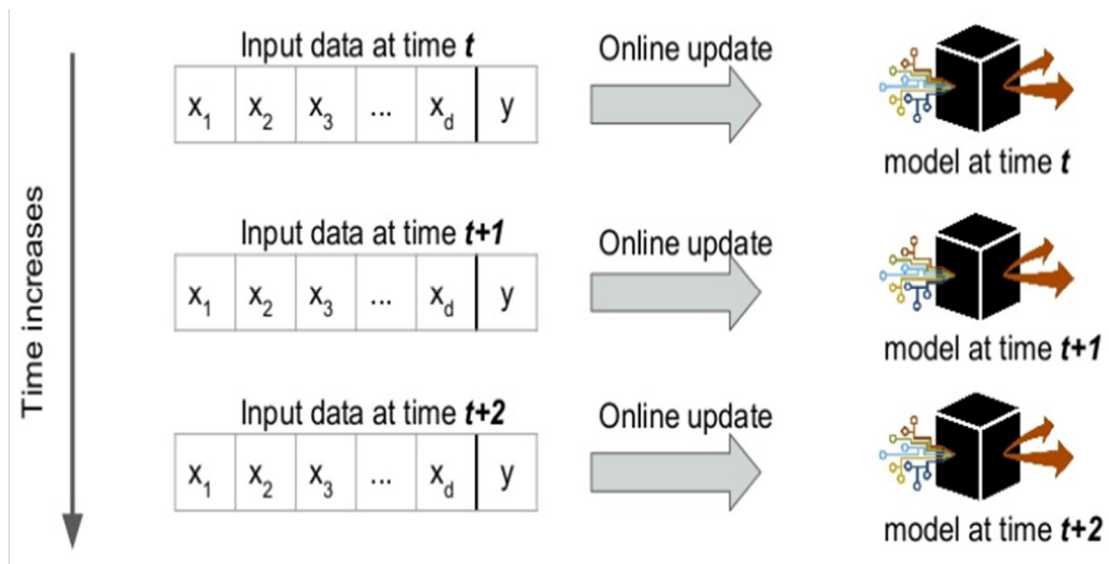 Time increases
Input data at time t
x1 x2 x3 ... xd y
Online update
model at time t
Input data at time t+1
x1 x2 x3 ... xd y
Online update
model at time t+1
Input data at time t+2
x1 x2 x3 ... xd y
Online update
model at time t+2